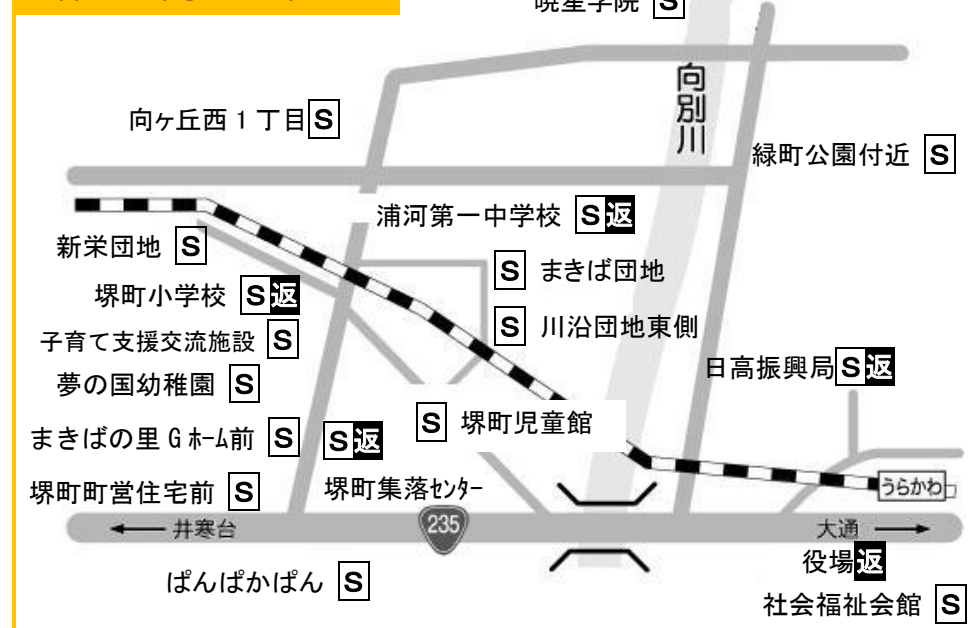 暁星学院 S
向別川
向ヶ丘西1丁目 S
緑町公園付近 S
浦河第一中学校 S返
新栄団地 S
S まきば団地
堺町小学校 S返
S 川沿団地東側
子育て支援交流施設 S
日高振興局 S返
夢の国幼稚園 S
S 堺町児童館
まきばの里Gホーム前 S
S返
堺町集落センター
堺町町営住宅前 S
うらかわ
← 井寒台
235
大通 →
役場返
ぱんぱかぱん S
社会福祉会館 S